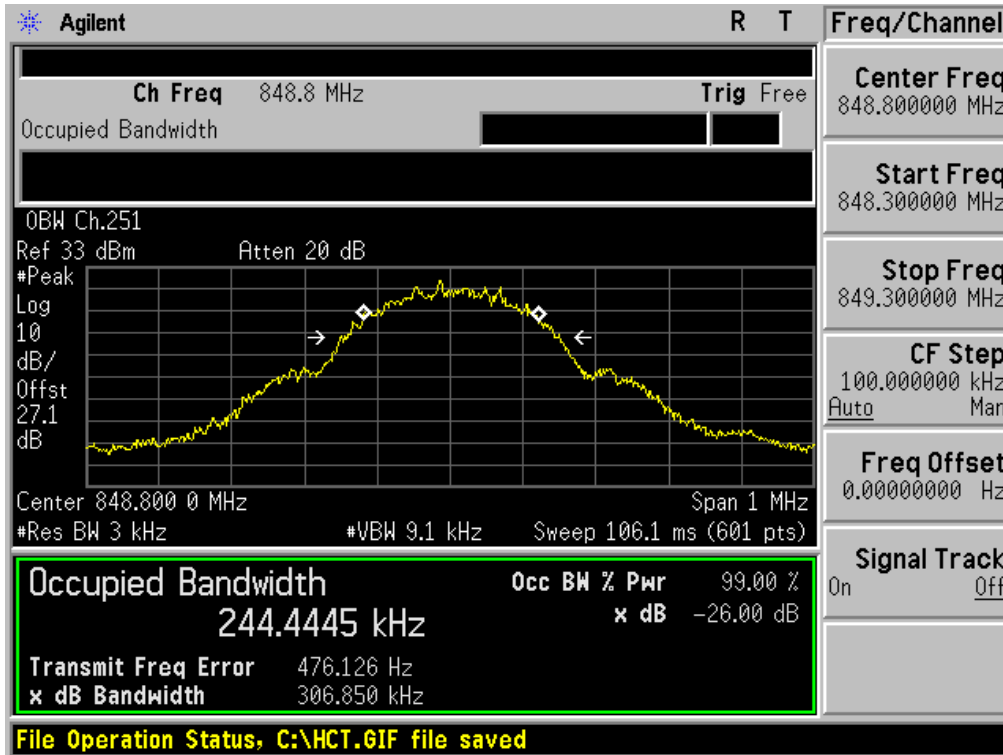 Agilent R T
Freq/Channel
Ch Freq 848.8 MHz Trig Free
Occupied Bandwidth
Center Freq
848.800000 MHz
Start Freq
848.300000 MHz
Stop Freq
849.300000 MHz
CF Step
100.000000 kHz
Auto Man
Freq Offset
0.00000000 Hz
Signal Track
On Off
OBW Ch.251
Ref 33 dBm Atten 20 dB
#Peak
Log
10
dB/
Offst
27.1
dB
Center 848.800 0 MHz Span 1 MHz
#Res BW 3 kHz #VBW 9.1 kHz Sweep 106.1 ms (601 pts)
Occupied Bandwidth Occ BW % Pwr 99.00 %
244.4445 kHz x dB -26.00 dB
Transmit Freq Error 476.126 Hz
x dB Bandwidth 306.850 kHz
File Operation Status, C:\HCT.GIF file saved